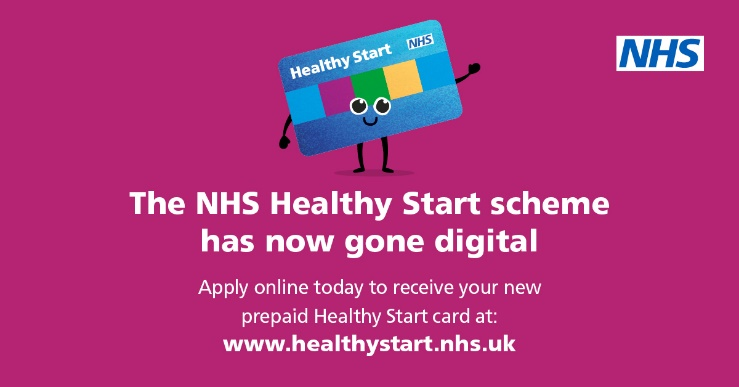 NHS
Healthy Start
NHS
The NHS Healthy Start scheme
has now gone digital
Apply online today to receive your new
prepaid Healthy Start card at:
www.healthystart.nhs.uk